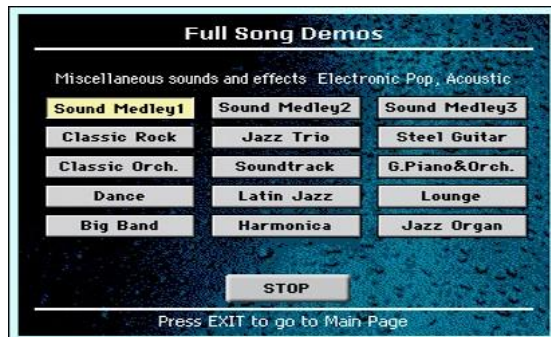 Full Song Demos
Miscellaneous sounds and effects Electronic Pop, Acoustic
Sound Medley1 Sound Medley2 Sound Medley3
Classic Rock Jazz Trio Steel Guitar
Classic Orch. Soundtrack G.Piano&Orch.
Dance Latin Jazz Lounge
Big Band Harmonica Jazz Organ
STOP
Press EXIT to go to Main Page